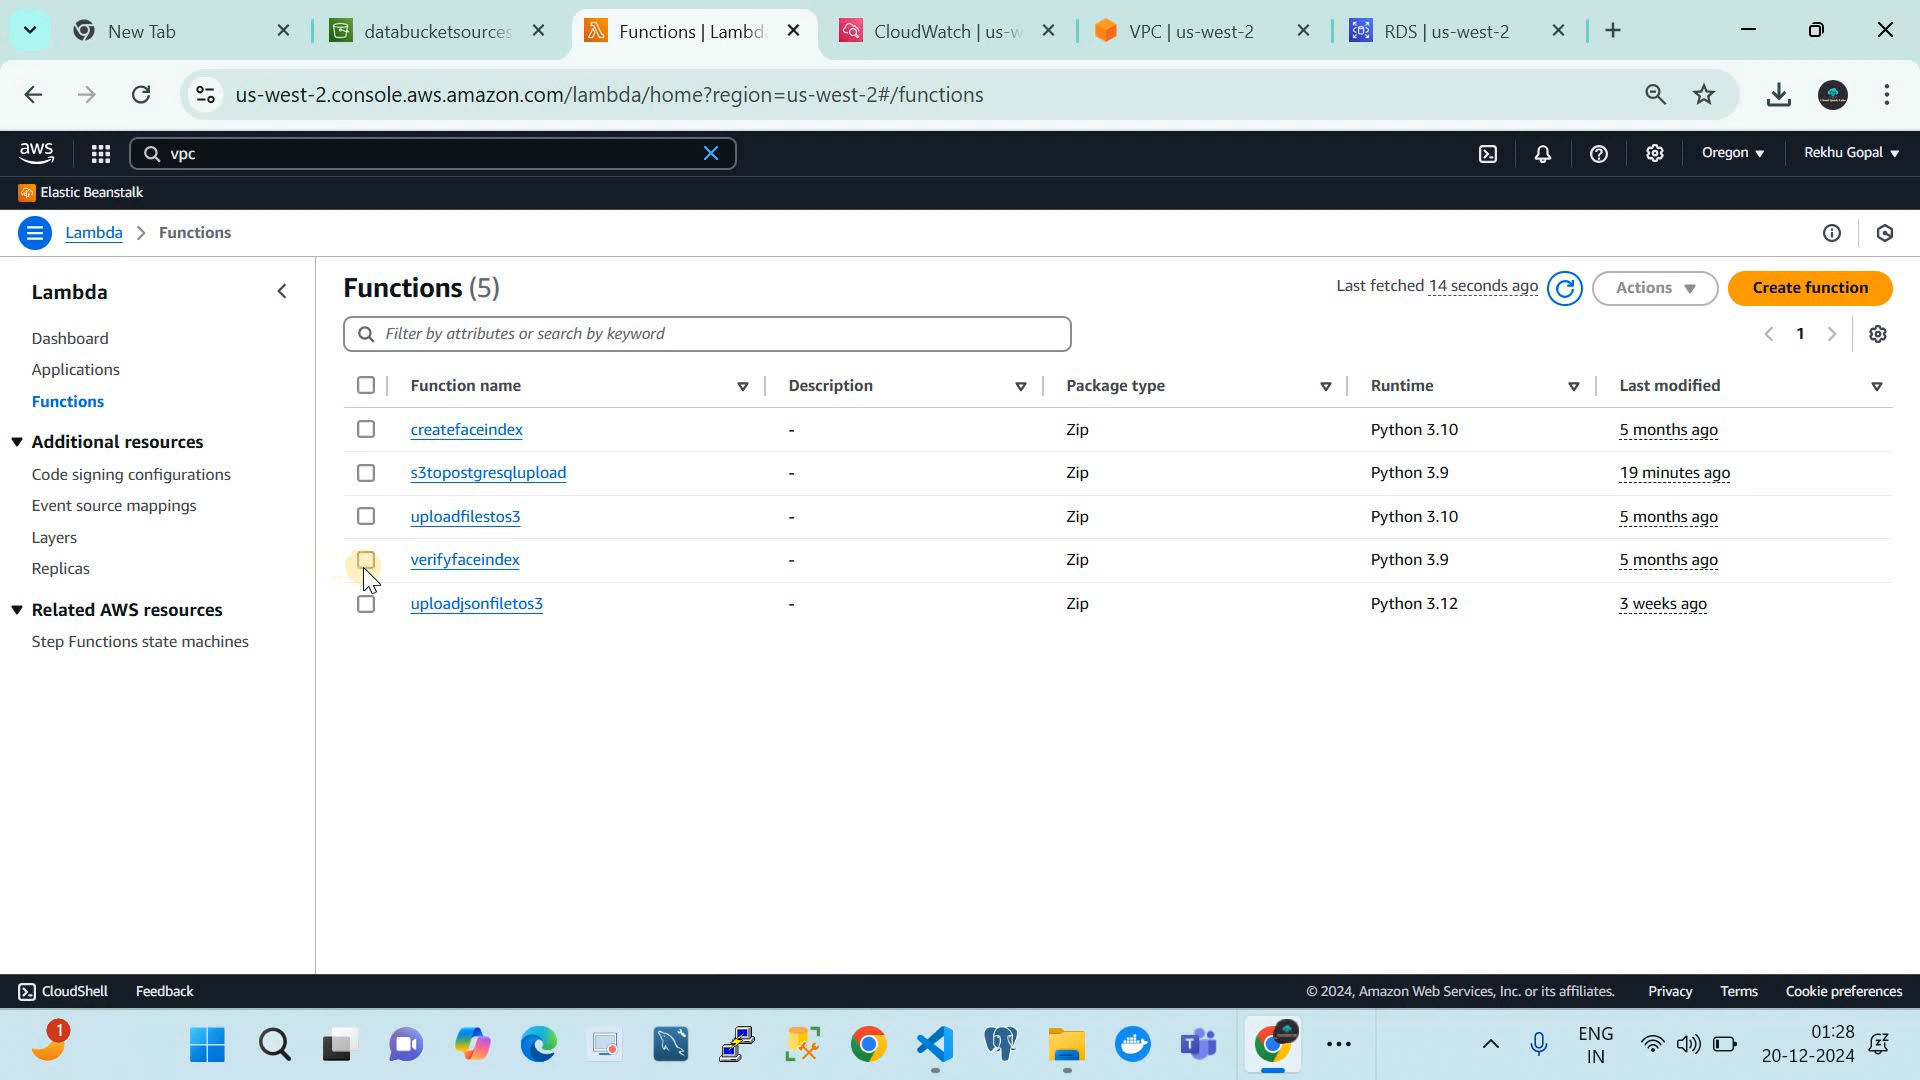 New Tab
databucketsources
Functions | Lambda
CloudWatch | us-w
VPC | us-west-2
RDS | us-west-2
us-west-2.console.aws.amazon.com/lambda/home?region=us-west-2#/functions
aws
vpc
Oregon
Rekhu Gopal
Elastic Beanstalk
Lambda
Functions
Lambda
Dashboard
Applications
Functions
Additional resources
Code signing configurations
Event source mappings
Layers
Replicas
Related AWS resources
Step Functions state machines
Functions (5)
Last fetched 14 seconds ago
Actions
Create function
Filter by attributes or search by keyword
1
Function name Description Package type Runtime Last modified
createfaceindex - Zip Python 3.10 5 months ago
s3topostgresqlupload - Zip Python 3.9 19 minutes ago
uploadfilestos3 - Zip Python 3.10 5 months ago
verifyfaceindex - Zip Python 3.9 5 months ago
uploadjsonfiletos3 - Zip Python 3.12 3 weeks ago
CloudShell
Feedback
© 2024, Amazon Web Services, Inc. or its affiliates.
Privacy
Terms
Cookie preferences
1
ENG
IN
01:28
20-12-2024